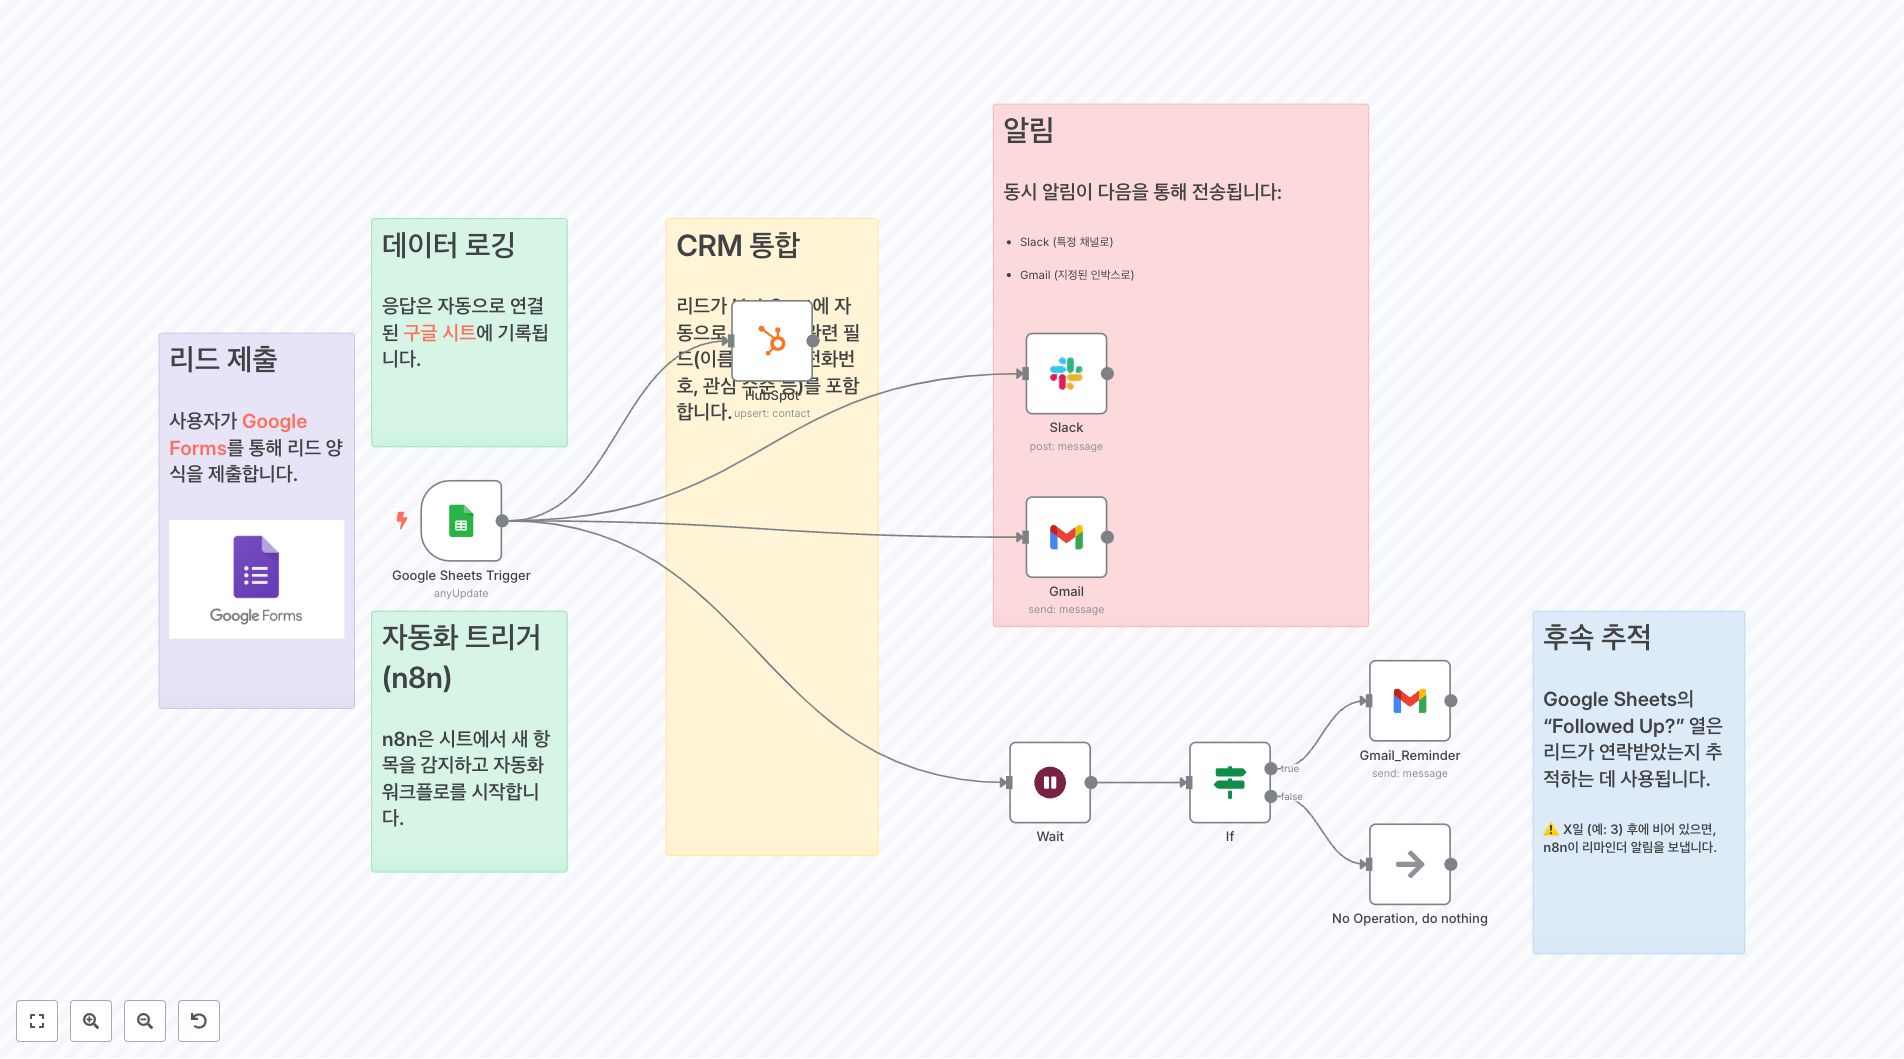 리드 제출
사용자가 Google
Forms를 통해 리드 양
식을 제출합니다.
Google Forms
데이터 로깅
응답은 자동으로 연결
된 구글 시트에 기록됩
니다.
Google Sheets Trigger
anyUpdate
자동화 트리거
(n8n)
n8n은 시트에서 새 항
목을 감지하고 자동화
워크플로를 시작합니
다.
CRM 통합
리드가 에 자
동으로 필
드(이름 전화번
호, 관심 수준 등)를 포함
합니다.
HubSpot
upsert: contact
알림
동시 알림이 다음을 통해 전송됩니다:
• Slack (특정 채널로)
• Gmail (지정된 인박스로)
Slack
post: message
Gmail
send: message
Wait
If
true
false
Gmail_Reminder
send: message
No Operation, do nothing
후속 추적
Google Sheets의
“Followed Up?” 열은
리드가 연락받았는지 추
적하는 데 사용됩니다.
⚠️ X일 (예: 3) 후에 비어 있으면,
n8n이 리마인더 알림을 보냅니다.